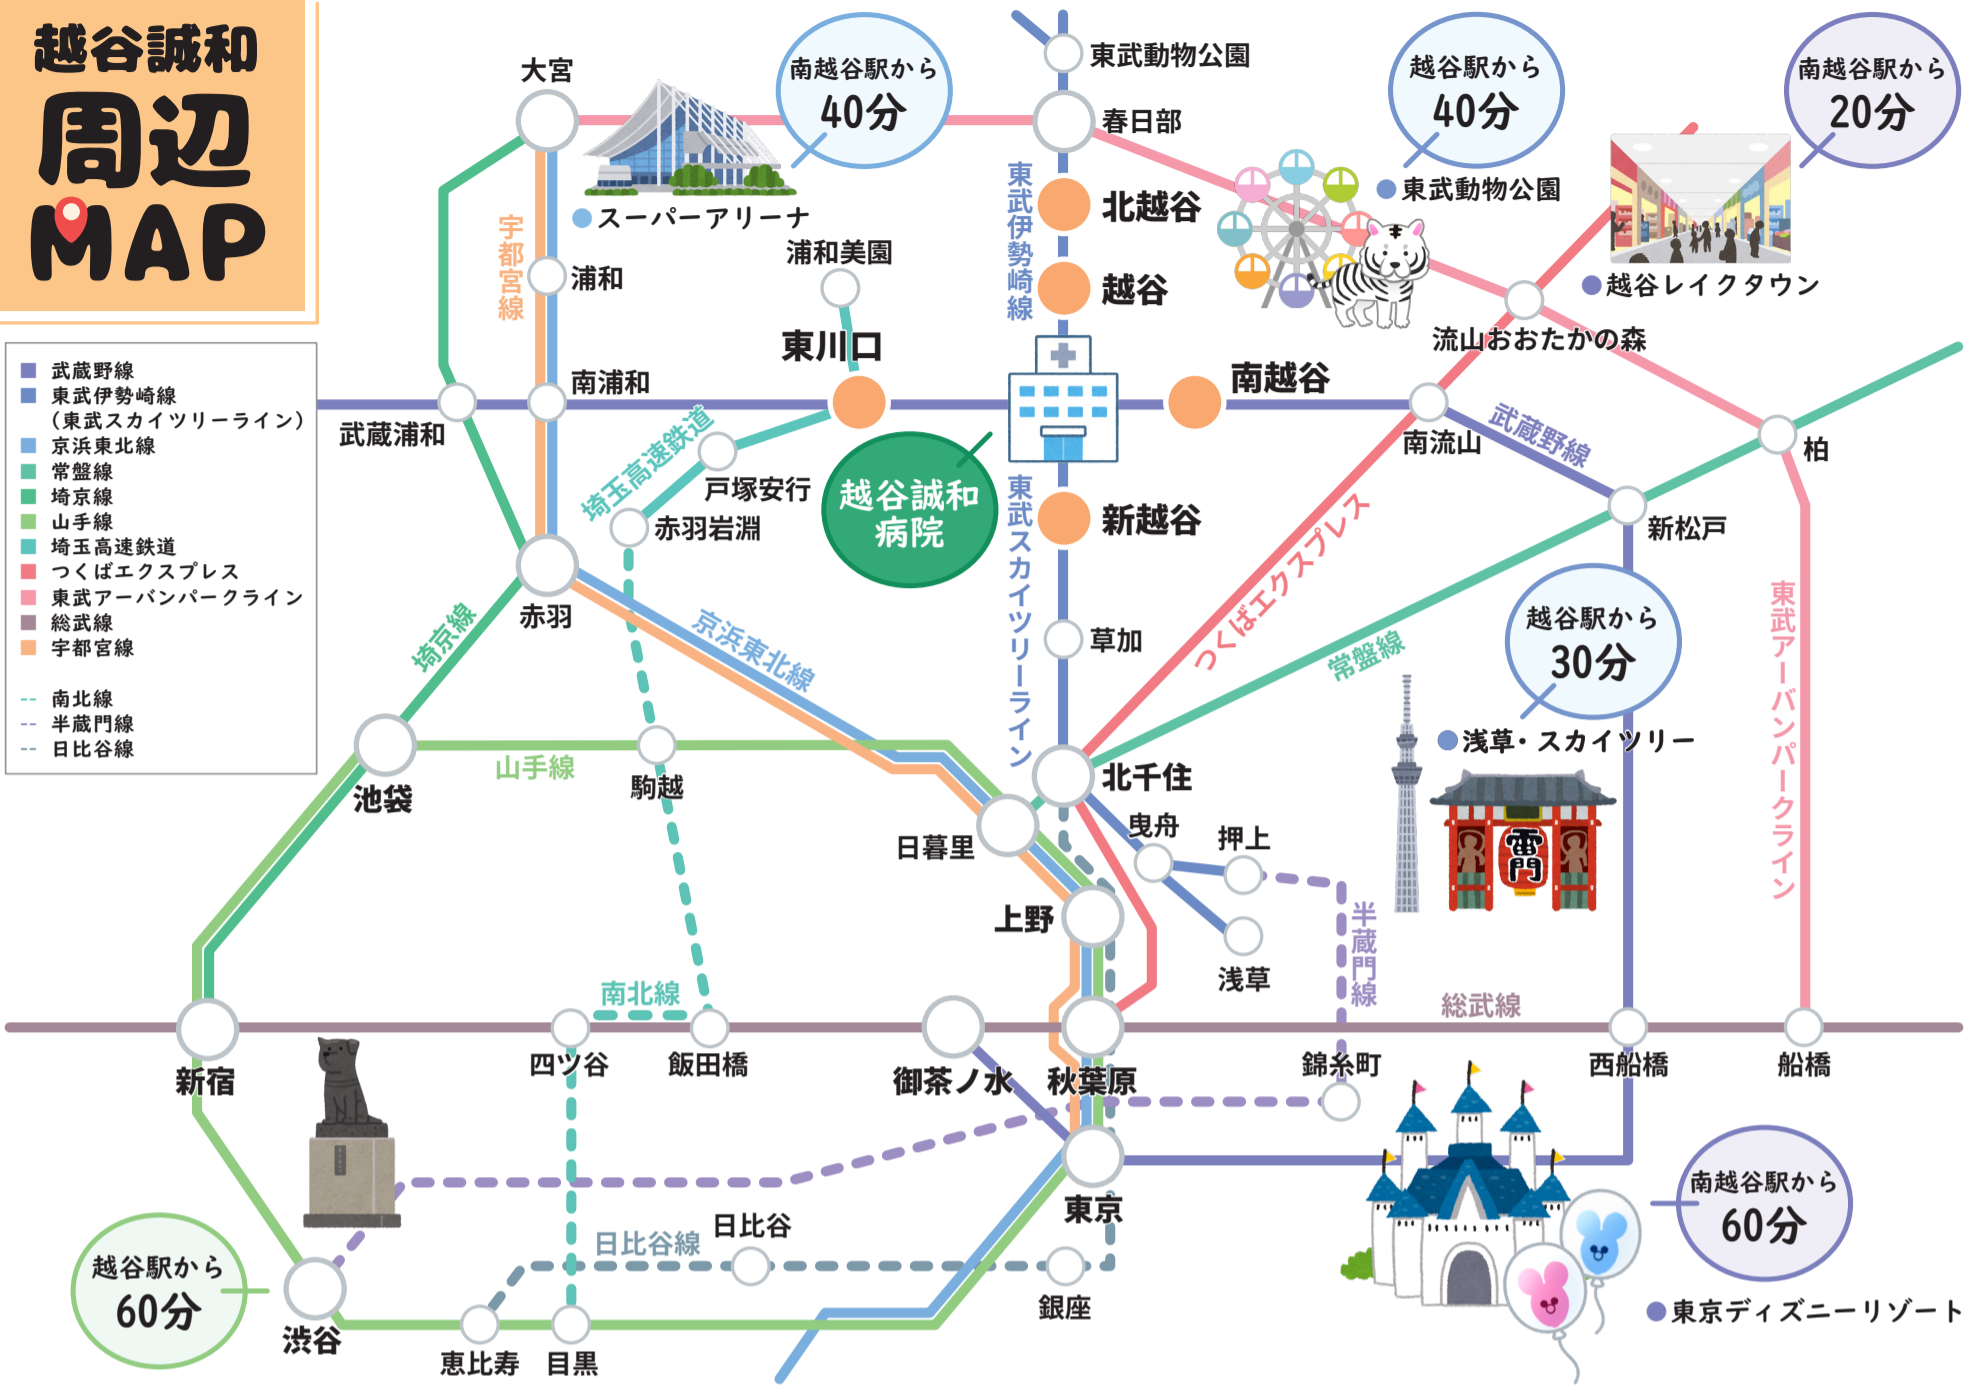 越谷誠和
周辺
MAP
武蔵野線
東武伊勢崎線
（東武スカイツリーライン）
京浜東北線
常盤線
埼京線
山手線
埼玉高速鉄道
つくばエクスプレス
東武アーバンパークライン
総武線
宇都宮線
南北線
半蔵門線
日比谷線
大宮
南越谷駅から
40分
スーパーアリーナ
東武動物公園
春日部
越谷駅から
40分
東武動物公園
南越谷駅から
20分
越谷レイクタウン
宇都宮線
浦和
浦和美園
東武伊勢崎線
北越谷
越谷
流山おおたかの森
東川口
南浦和
武蔵浦和
南越谷
南流山
武蔵野線
柏
埼玉高速鉄道
戸塚安行
赤羽岩淵
越谷誠和
病院
東武スカイツリーライン
新越谷
つくばエクスプレス
新松戸
赤羽
埼京線
京浜東北線
草加
常盤線
越谷駅から
30分
浅草・スカイツリー
雷門
東武アーバンパークライン
池袋
山手線
駒越
北千住
日暮里
曳舟
押上
上野
浅草
半蔵門線
南北線
総武線
新宿
四ツ谷
飯田橋
御茶ノ水
秋葉原
錦糸町
西船橋
船橋
東京
南越谷駅から
60分
東京ディズニーリゾート
越谷駅から
60分
渋谷
日比谷線
日比谷
銀座
恵比寿
目黒